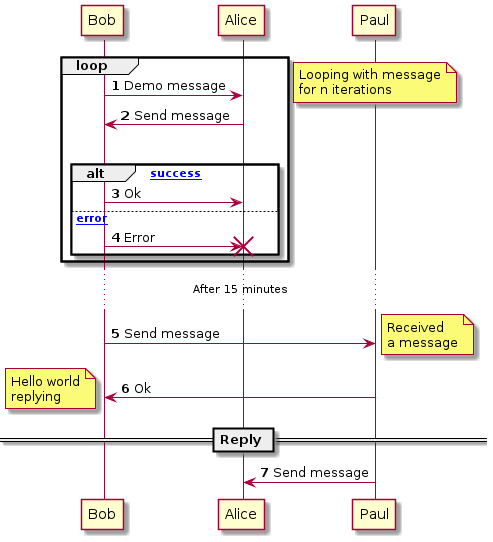 Bob Alice Paul
loop
Looping with message
for n iterations
1 Demo message
2 Send message
alt success
3 Ok
error
4 Error
After 15 minutes
5 Send message
Received
a message
Hello world
replying
6 Ok
Reply
7 Send message
Bob Alice Paul